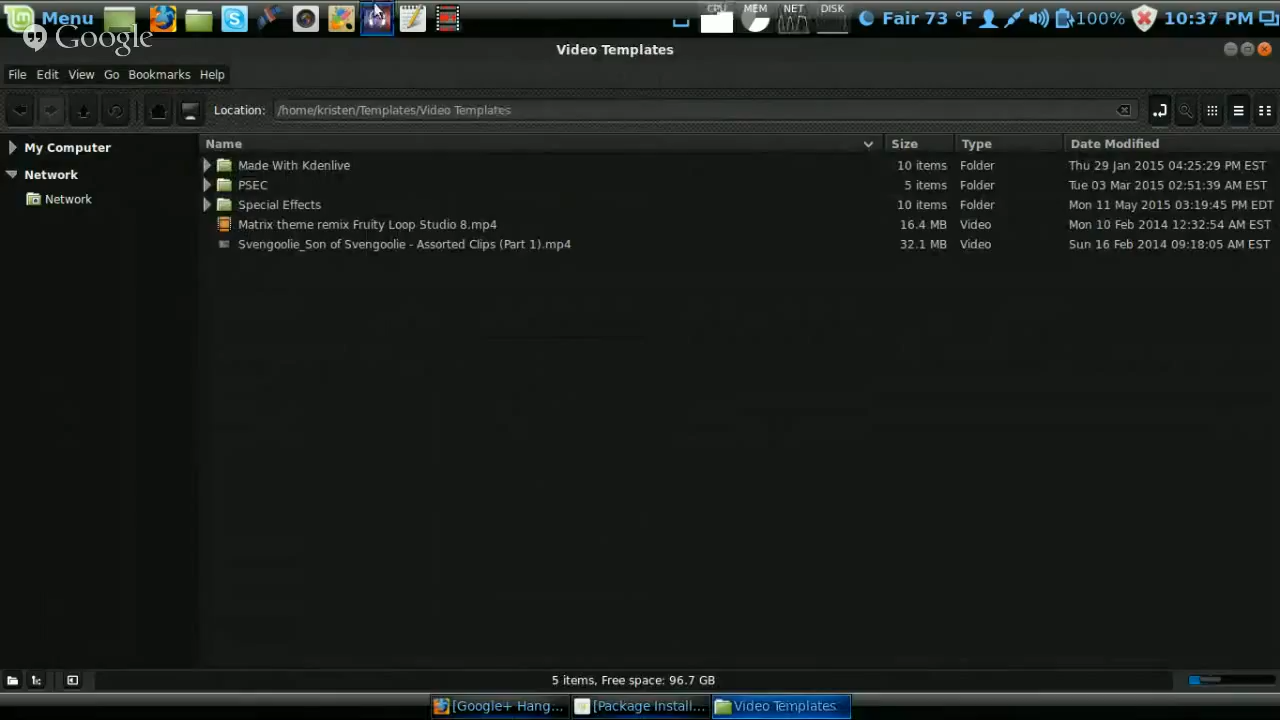 Menu CPU MEM NET DISK Fair 73 °F 100% 10:37 PM
Google
Video Templates
File Edit View Go Bookmarks Help
Location: /home/kristen/Templates/Video Templates
My Computer
Network
Network
Name Size Type Date Modified
Made With Kdenlive 10 items Folder Thu 29 Jan 2015 04:25:29 PM EST
PSEC 5 items Folder Tue 03 Mar 2015 02:51:39 AM EST
Special Effects 10 items Folder Mon 11 May 2015 03:19:45 PM EDT
Matrix theme remix Fruity Loop Studio 8.mp4 16.4 MB Video Mon 10 Feb 2014 12:32:54 AM EST
Svengoolie_Son of Svengoolie - Assorted Clips (Part 1).mp4 32.1 MB Video Sun 16 Feb 2014 09:18:05 AM EST
5 items, Free space: 96.7 GB
[Google+ Hang... [Package Install... Video Templates